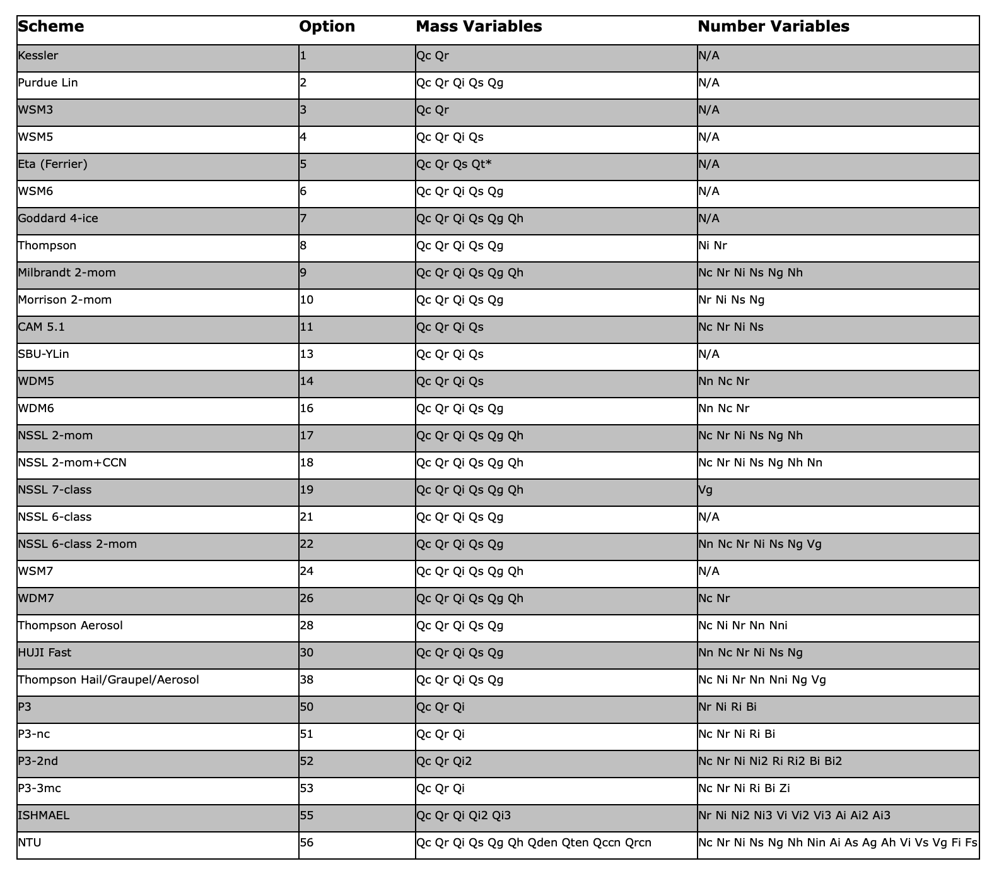 Scheme Option Mass Variables Number Variables
Kessler 1 Qc Qr N/A
Purdue Lin 2 Qc Qr Qi Qs Qg N/A
WSM3 3 Qc Qr N/A
WSM5 4 Qc Qr Qi Qs N/A
Eta (Ferrier) 5 Qc Qr Qs Qt* N/A
WSM6 6 Qc Qr Qi Qs Qg N/A
Goddard 4-ice 7 Qc Qr Qi Qs Qg Qh N/A
Thompson 8 Qc Qr Qi Qs Qg Ni Nr
Milbrandt 2-mom 9 Qc Qr Qi Qs Qg Qh Nc Nr Ni Ns Ng Nh
Morrison 2-mom 10 Qc Qr Qi Qs Qg Nr Ni Ns Ng
CAM 5.1 11 Qc Qr Qi Qs Nc Nr Ni Ns
SBU-YLin 13 Qc Qr Qi Qs N/A
WDM5 14 Qc Qr Qi Qs Nn Nc Nr
WDM6 16 Qc Qr Qi Qs Qg Nn Nc Nr
NSSL 2-mom 17 Qc Qr Qi Qs Qg Qh Nc Nr Ni Ns Ng Nh
NSSL 2-mom+CCN 18 Qc Qr Qi Qs Qg Qh Nc Nr Ni Ns Ng Nh Nn
NSSL 7-class 19 Qc Qr Qi Qs Qg Qh Vg
NSSL 6-class 21 Qc Qr Qi Qs Qg N/A
NSSL 6-class 2-mom 22 Qc Qr Qi Qs Qg Nn Nc Nr Ni Ns Ng Vg
WSM7 24 Qc Qr Qi Qs Qg Qh N/A
WDM7 26 Qc Qr Qi Qs Qg Qh Nc Nr
Thompson Aerosol 28 Qc Qr Qi Qs Qg Nc Ni Nr Nn Nni
HUJI Fast 30 Qc Qr Qi Qs Qg Nn Nc Nr Ni Ns Ng
Thompson Hail/Graupel/Aerosol 38 Qc Qr Qi Qs Qg Nc Ni Nr Nn Nni Ng Vg
P3 50 Qc Qr Qi Nr Ni Ri Bi
P3-nc 51 Qc Qr Qi Nc Nr Ni Ri Bi
P3-2nd 52 Qc Qr Qi2 Nc Nr Ni Ni2 Ri Ri2 Bi Bi2
P3-3mc 53 Qc Qr Qi Nc Nr Ni Ri Bi Zi
ISHMAEL 55 Qc Qr Qi Qi2 Qi3 Nr Ni Ni2 Ni3 Vi Vi2 Vi3 Ai Ai2 Ai3
NTU 56 Qc Qr Qi Qs Qg Qh Qden Qten Qccn Qrcn Nc Nr Ni Ns Ng Nh Nin Ai As Ag Ah Vi Vs Vg Fi Fs